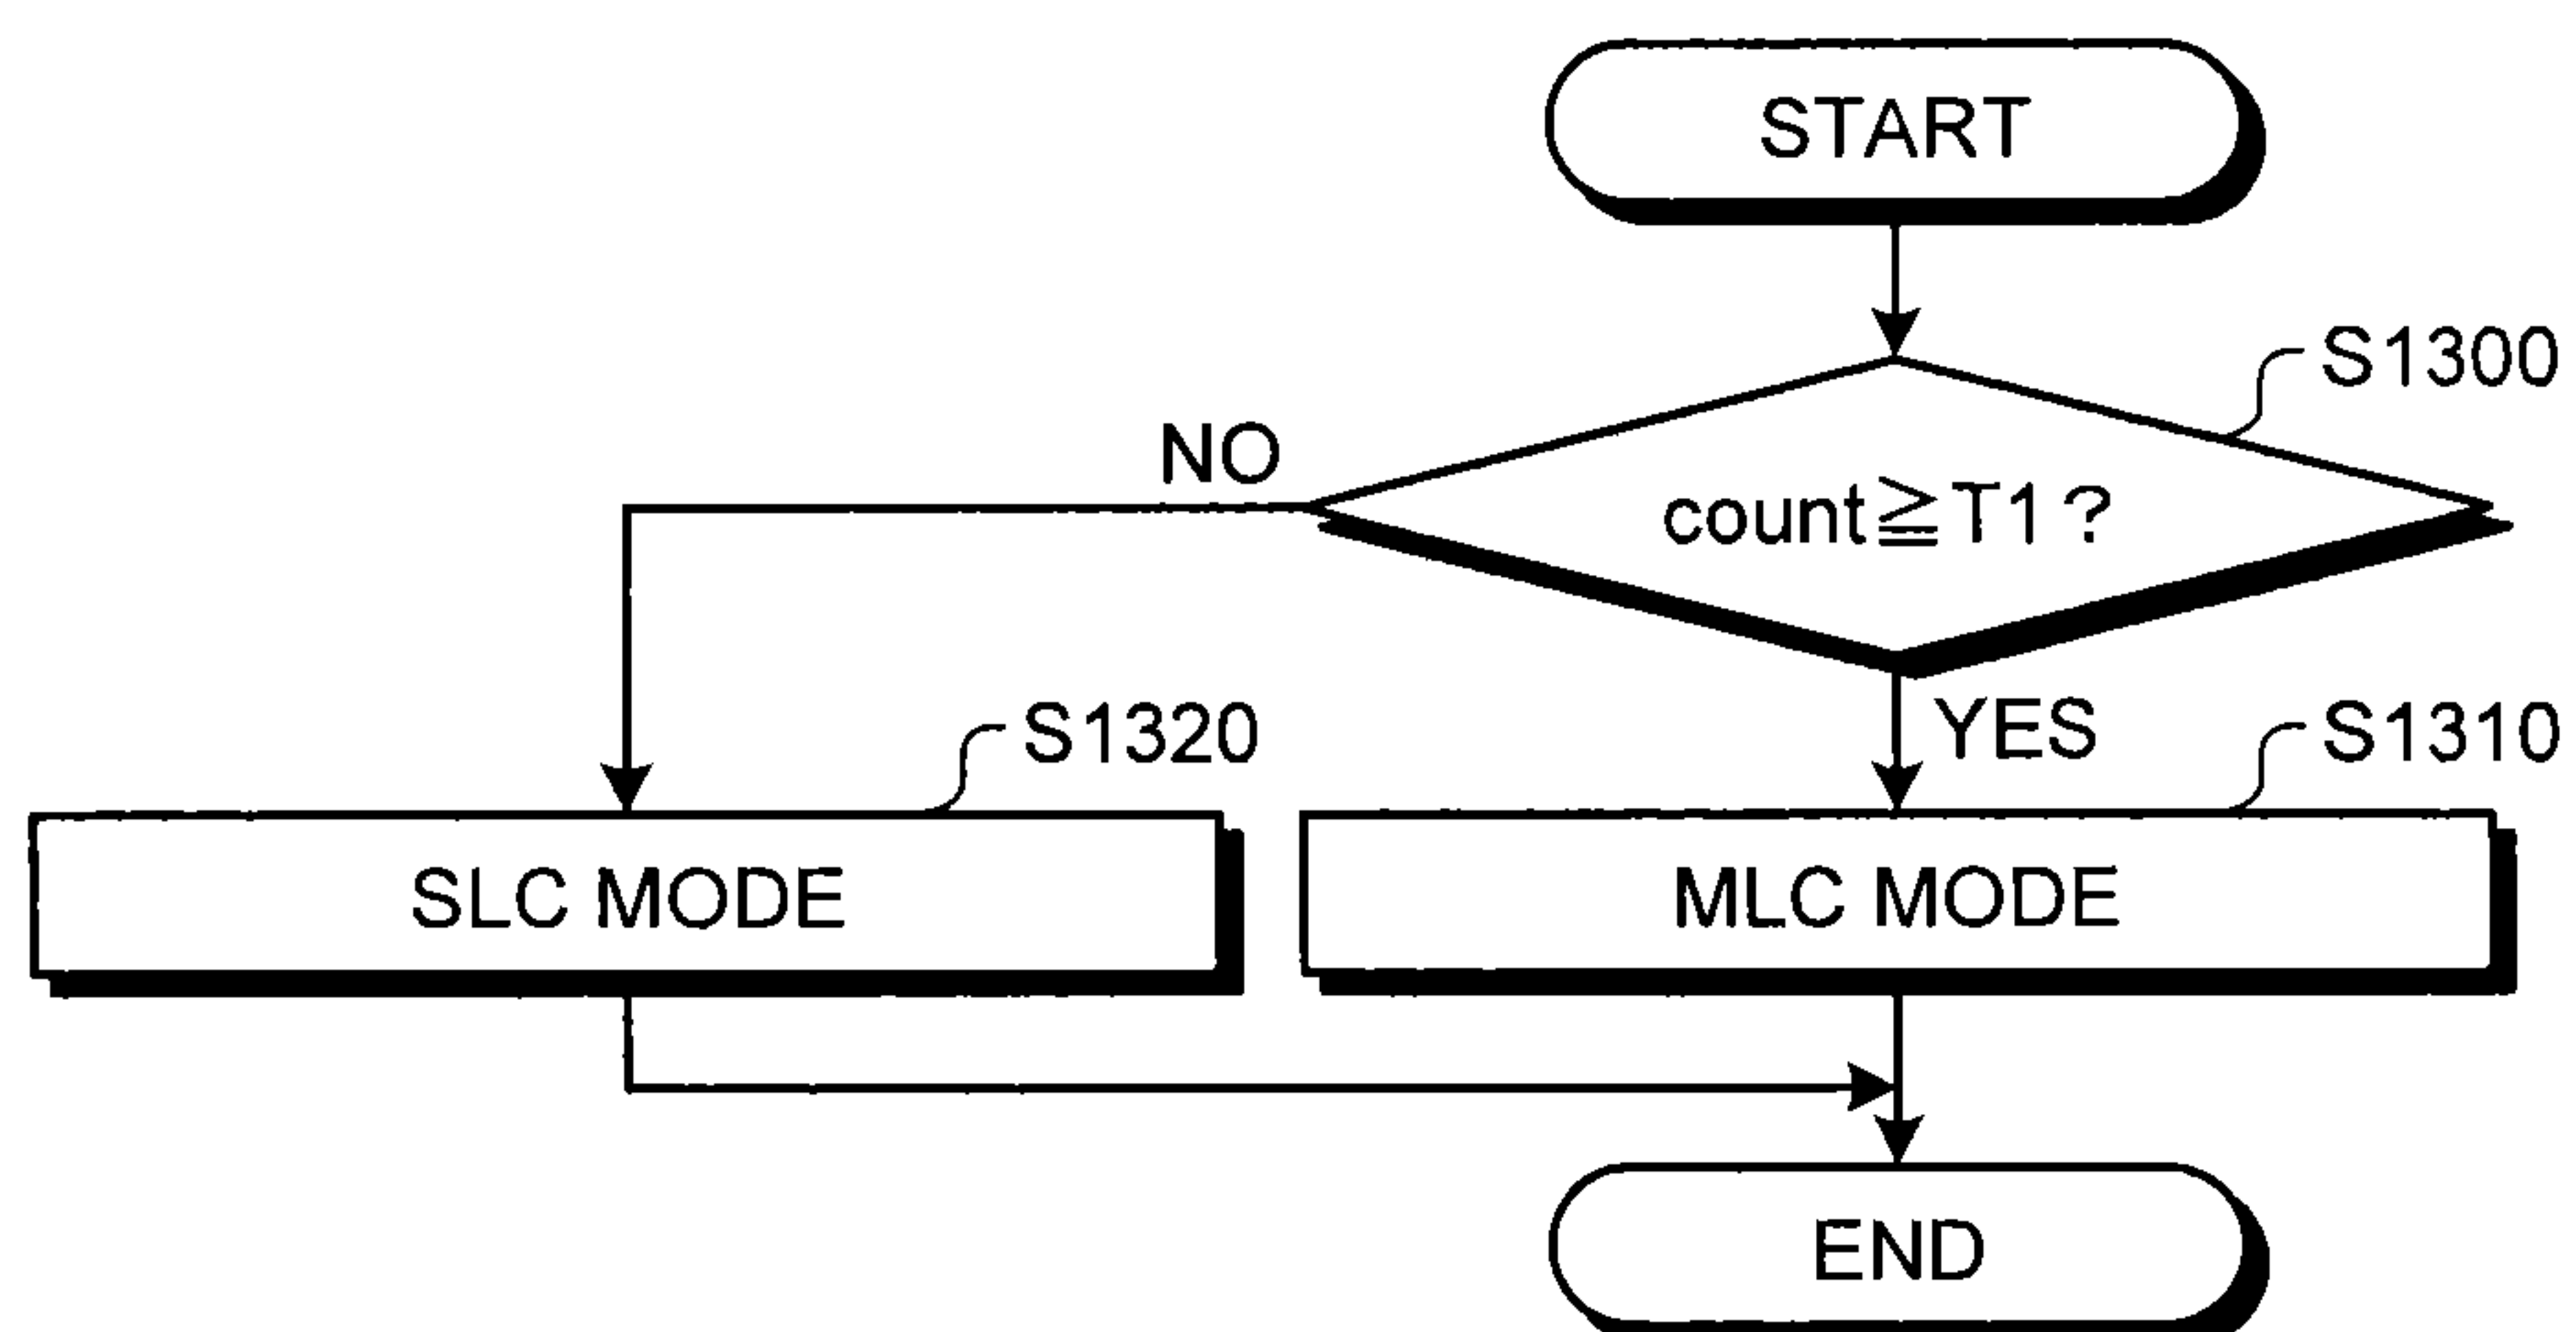 START
S1300
NO
count≧T1?
YES
S1320
S1310
SLC MODE
MLC MODE
END